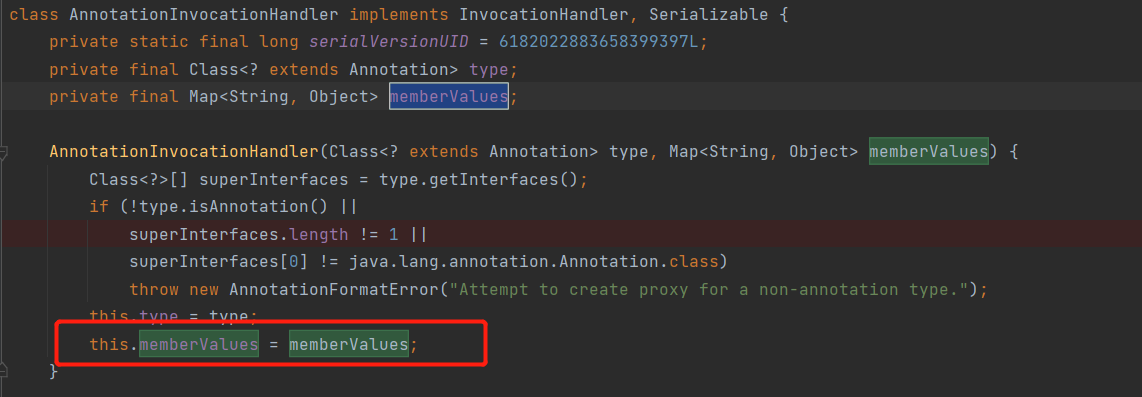 class AnnotationInvocationHandler implements InvocationHandler, Serializable {
private static final long serialVersionUID = 6182022883658399397L;
private final Class<? extends Annotation> type;
private final Map<String, Object> memberValues;
AnnotationInvocationHandler(Class<? extends Annotation> type, Map<String, Object> memberValues) {
Class<?>[] superInterfaces = type.getInterfaces();
if (!type.isAnnotation() ||
superInterfaces.length != 1 ||
superInterfaces[0] != java.lang.annotation.Annotation.class)
throw new AnnotationFormatError("Attempt to create proxy for a non-annotation type.");
this.type = type;
this.memberValues = memberValues;
}